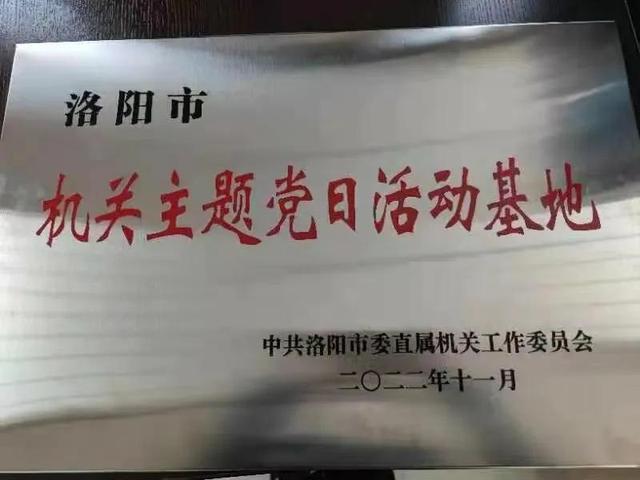 洛阳市
机关主题党日活动基地
中共洛阳市委直属机关工作委员会
二〇二二年十一月